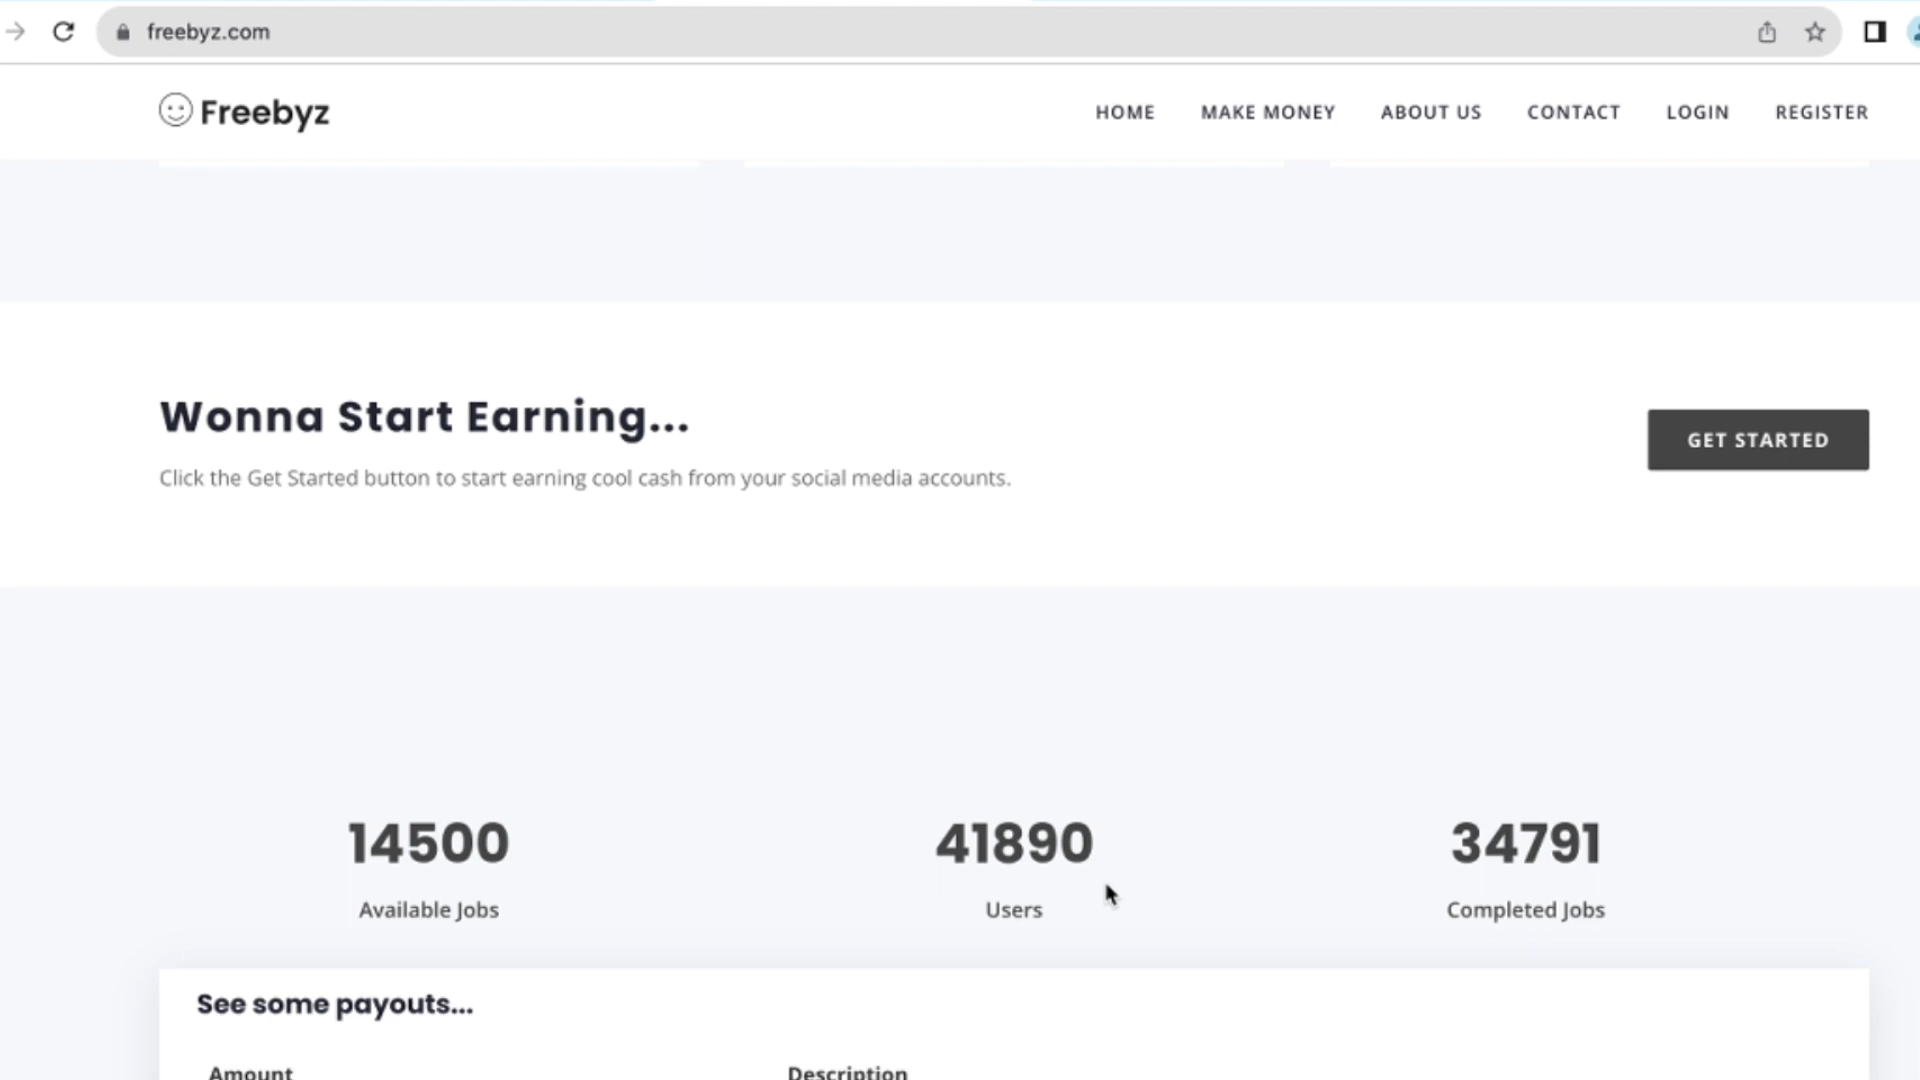 freebyz.com
Freebyz
HOME MAKE MONEY ABOUT US CONTACT LOGIN REGISTER
Wonna Start Earning...
GET STARTED
Click the Get Started button to start earning cool cash from your social media accounts.
14500 41890 34791
Available Jobs Users Completed Jobs
See some payouts...
Amount Description